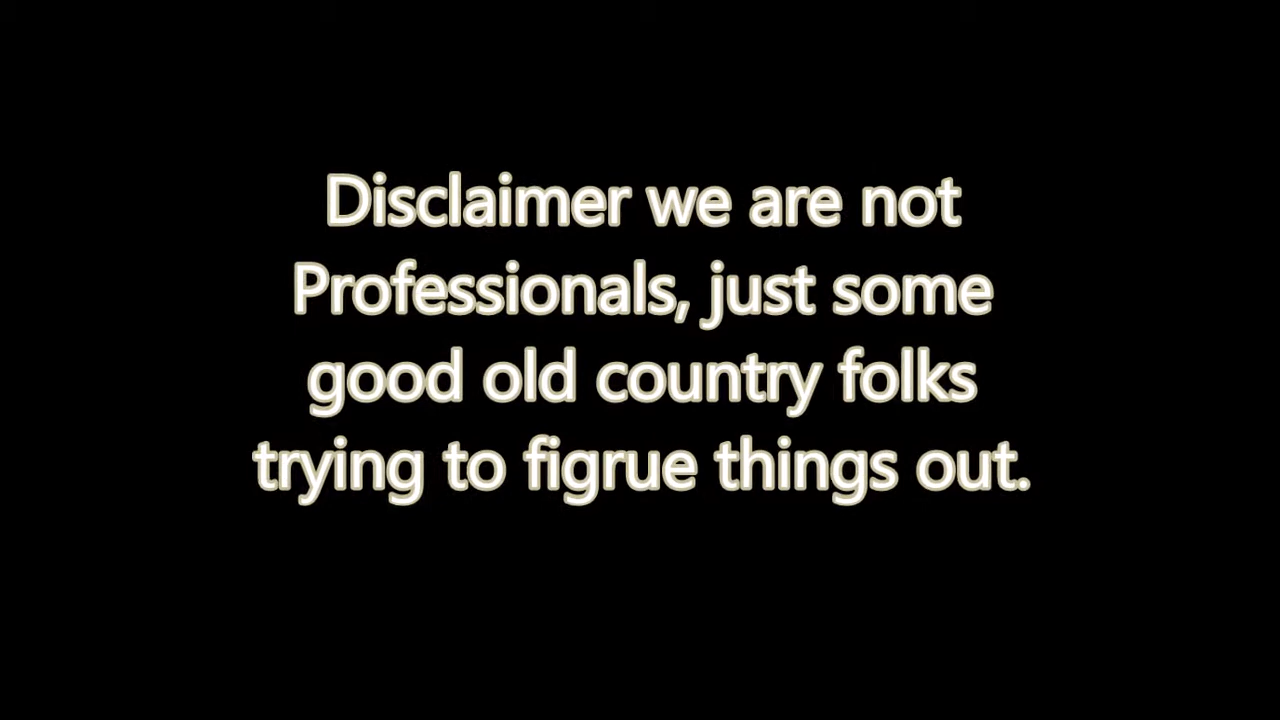 Disclaimer we are not
Professionals, just some
good old country folks
trying to figrue things out.